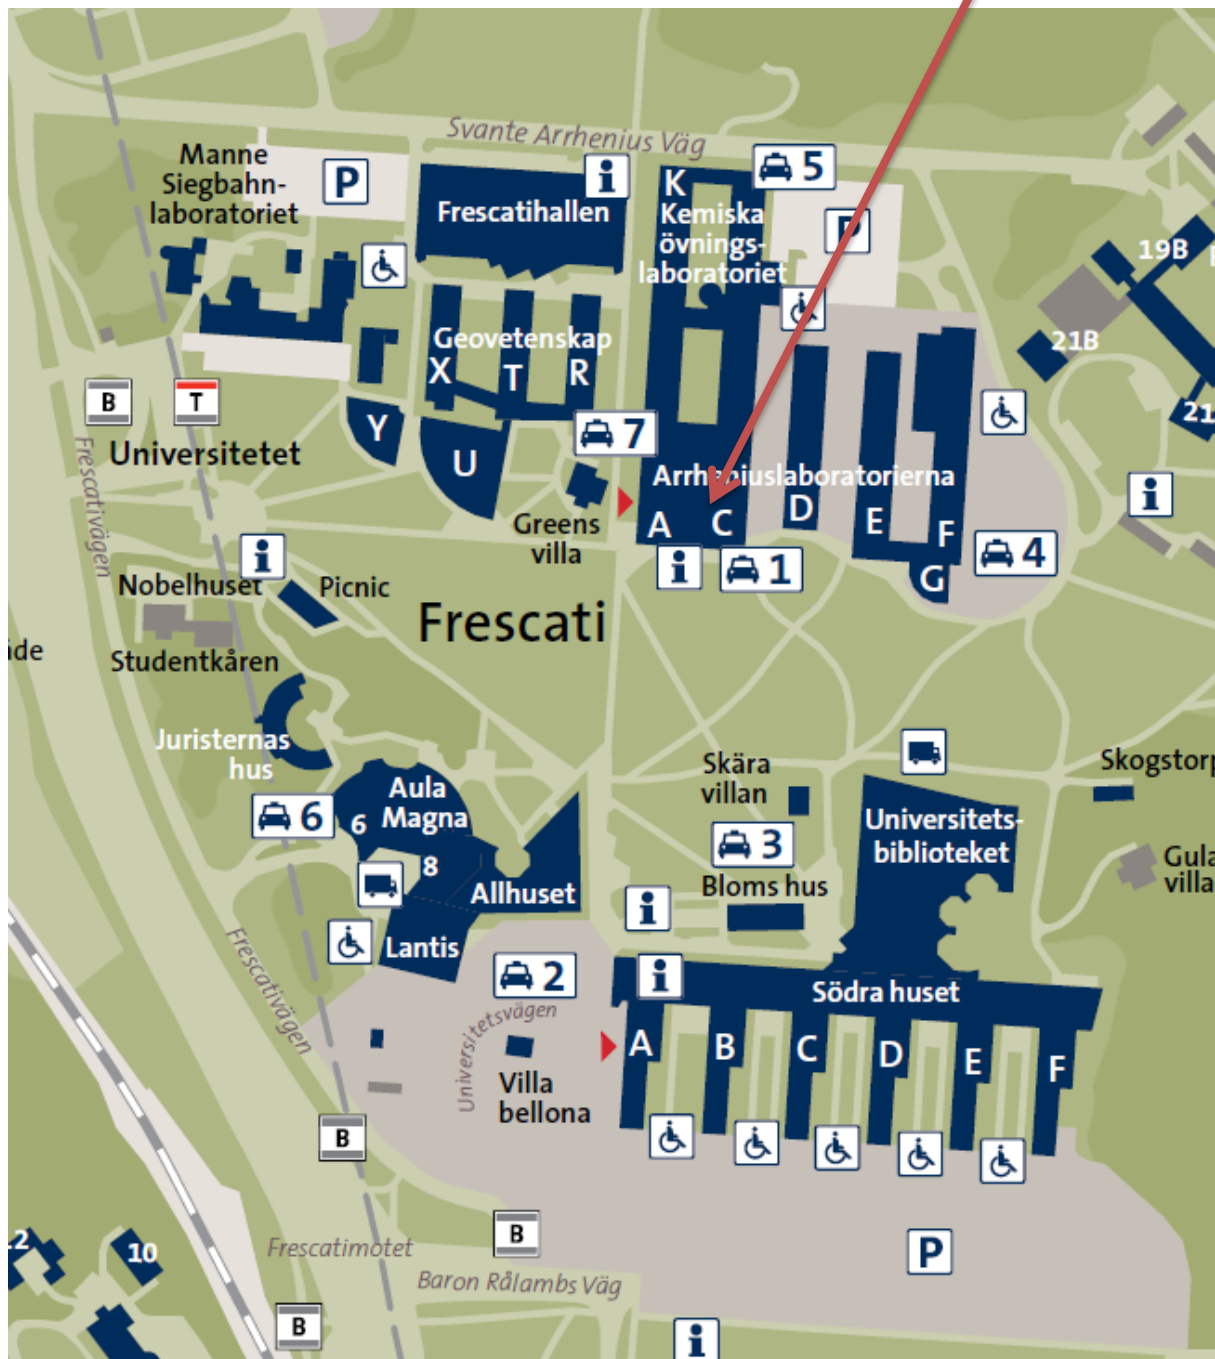 Svante Arrhenius Väg
Manne
Siegbahn-
laboratoriet
P
i
5
K
Frescatihallen
Kemiska
övnings-
laboratoriet
P
19B
21B
Geovetenskap
X
T
R
B
T
Y
7
21
Universitetet
U
Arrheniuslaboratorierna
i
Frescativägen
Greens
villa
A
C
D
E
F
i
i
1
4
G
Nobelhuset
Picnic
Frescati
Studentkåren
Juristernas
hus
Skära
villan
Skogstorp
Aula
Magna
6
6
8
Universitets-
biblioteket
3
Gula
villa
Allhuset
Bloms hus
i
Frescativägen
Lantis
2
i
Södra huset
Universitetsvägen
A
B
C
D
E
F
Villa
bellona
B
B
10
Frescatimotet
P
Baron Rålambs Väg
B
i